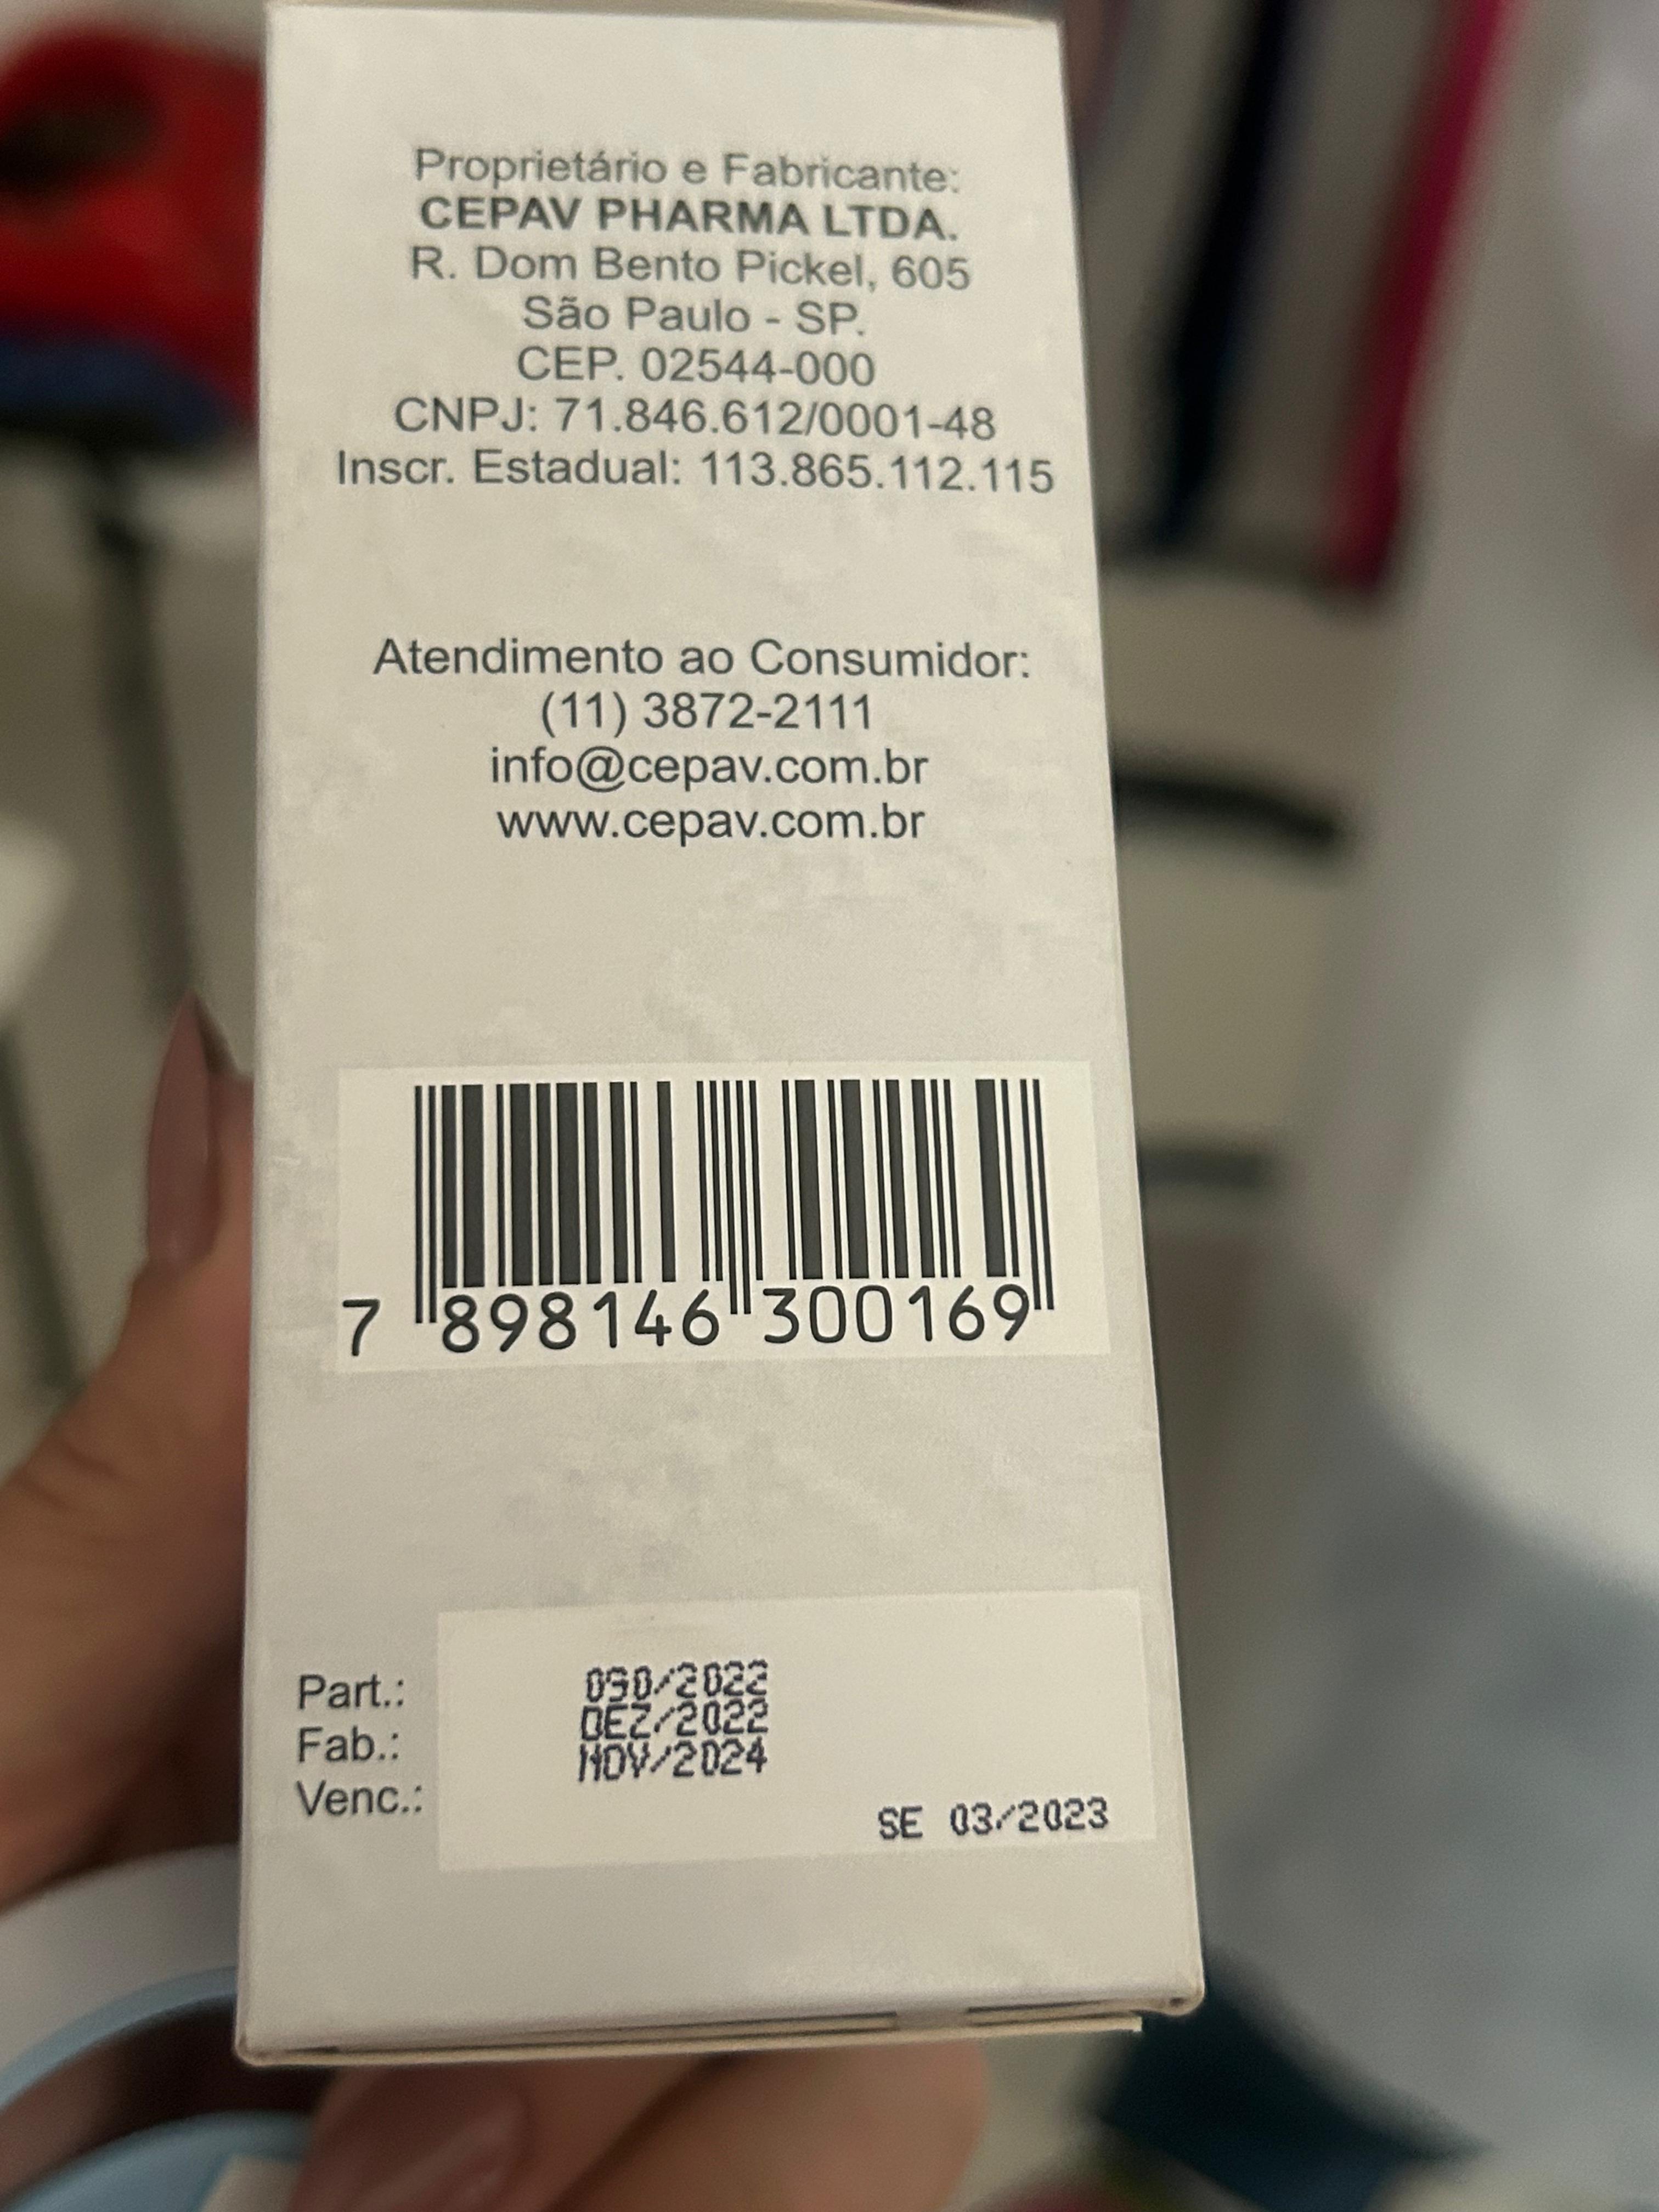 Proprietário e Fabricante:
CEPAV PHARMA LTDA.
R. Dom Bento Pickel, 605
São Paulo - SP.
CEP. 02544-000
CNPJ: 71.846.612/0001-48
Inscr. Estadual: 113.865.112.115
Atendimento ao Consumidor:
(11) 3872-2111
info@cepav.com.br
www.cepav.com.br
7 898146 300169
Part.: 090/2022
Fab.: DEZ/2022
Venc.: NOV/2024
SE 03/2023